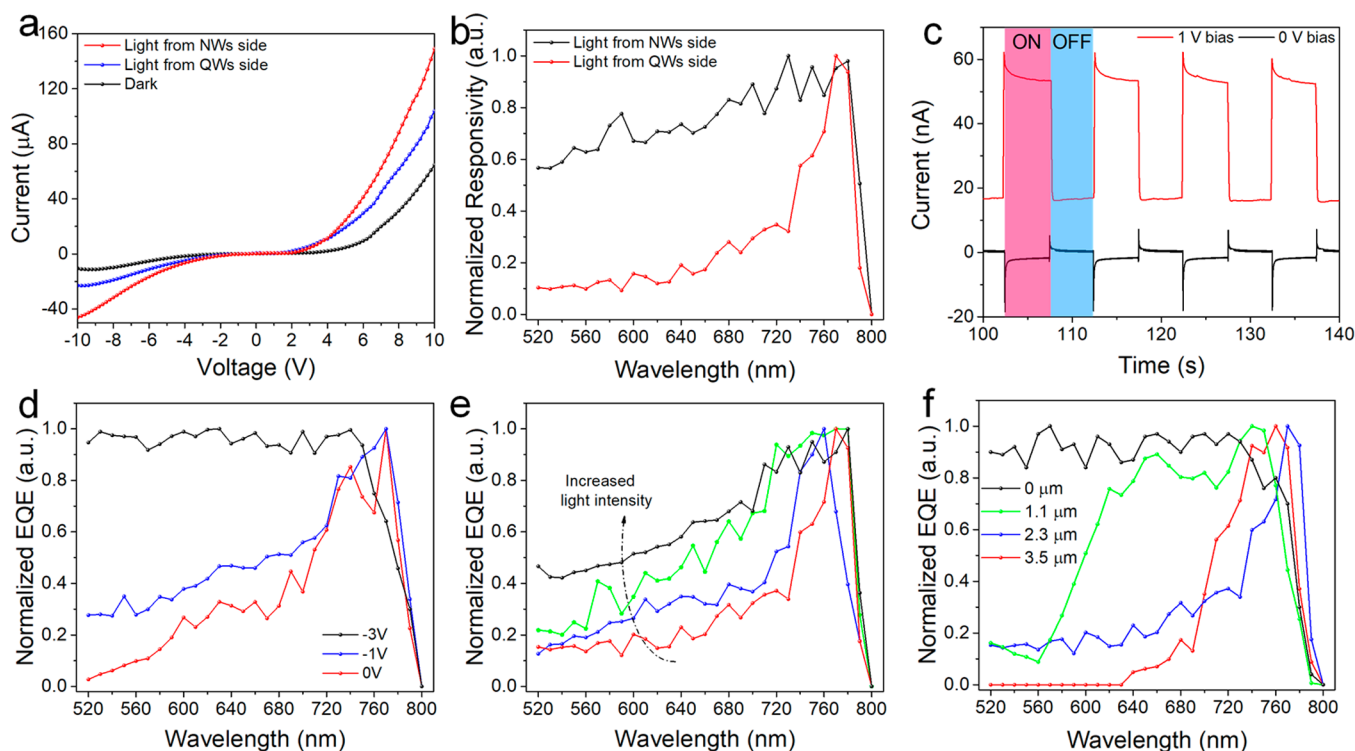 a
160
120
80
40
0
-40
Current (μA)
Light from NWs side
Light from QWs side
Dark
-10 -8 -6 -4 -2 0 2 4 6 8 10
Voltage (V)
b
1.0
0.8
0.6
0.4
0.2
0.0
Normalized Responsivity (a.u.)
Light from NWs side
Light from QWs side
520 560 600 640 680 720 760 800
Wavelength (nm)
c
ON OFF
1 V bias 0 V bias
60
40
20
0
-20
Current (nA)
100 110 120 130 140
Time (s)
d
1.0
0.8
0.6
0.4
0.2
0.0
Normalized EQE (a.u.)
-3V
-1V
0V
520 560 600 640 680 720 760 800
Wavelength (nm)
e
1.0
0.8
0.6
0.4
0.2
0.0
Normalized EQE (a.u.)
Increased
light intensity
520 560 600 640 680 720 760 800
Wavelength (nm)
f
1.0
0.8
0.6
0.4
0.2
0.0
Normalized EQE (a.u.)
0 μm
1.1 μm
2.3 μm
3.5 μm
520 560 600 640 680 720 760 800
Wavelength (nm)